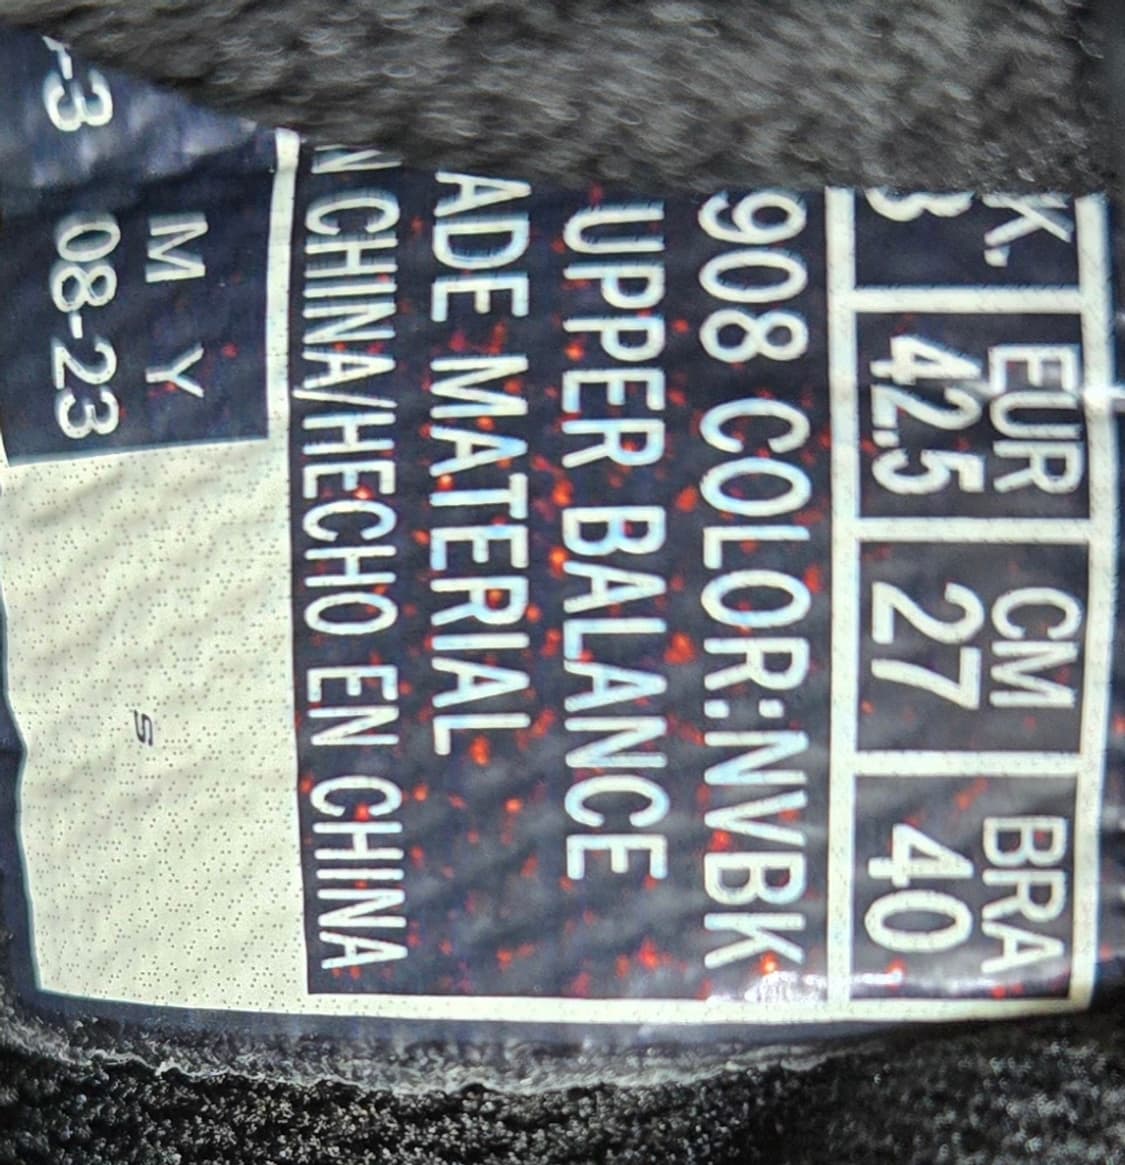 K. EUR CM BRA
42.5 27 40
908 COLOR:NVBK
UPPER BALANCE
ADE MATERIAL
N CHINA/HECHO EN CHINA
M Y
-3 08-23
S